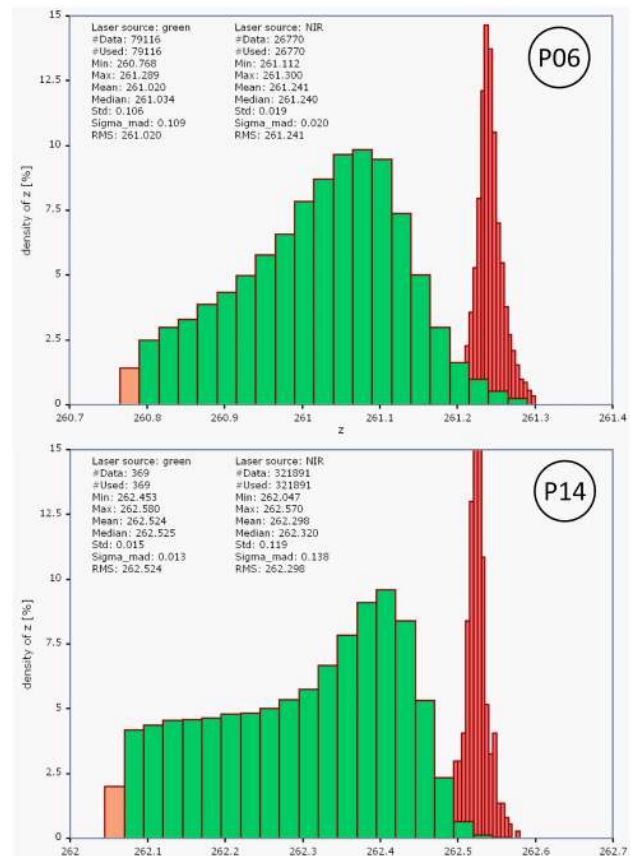 15
12.5
10
7.5
5
2.5
0
density of z [%]
Laser source: green
#Data: 79116
#Used: 79116
Min: 260.768
Max: 261.289
Mean: 261.020
Median: 261.034
Std: 0.106
Sigma_mad: 0.109
RMS: 261.020
Laser source: NIR
#Data: 26770
#Used: 26770
Min: 261.112
Max: 261.300
Mean: 261.241
Median: 261.240
Std: 0.019
Sigma_mad: 0.020
RMS: 261.241
P06
260.7 260.8 260.9 261 261.1 261.2 261.3 261.4
z
15
12.5
10
7.5
5
2.5
0
density of z [%]
Laser source: green
#Data: 369
#Used: 369
Min: 262.453
Max: 262.580
Mean: 262.524
Median: 262.525
Std: 0.015
Sigma_mad: 0.013
RMS: 262.524
Laser source: NIR
#Data: 321891
#Used: 321891
Min: 262.047
Max: 262.570
Mean: 262.298
Median: 262.320
Std: 0.119
Sigma_mad: 0.138
RMS: 262.298
P14
262 262.1 262.2 262.3 262.4 262.5 262.6 262.7